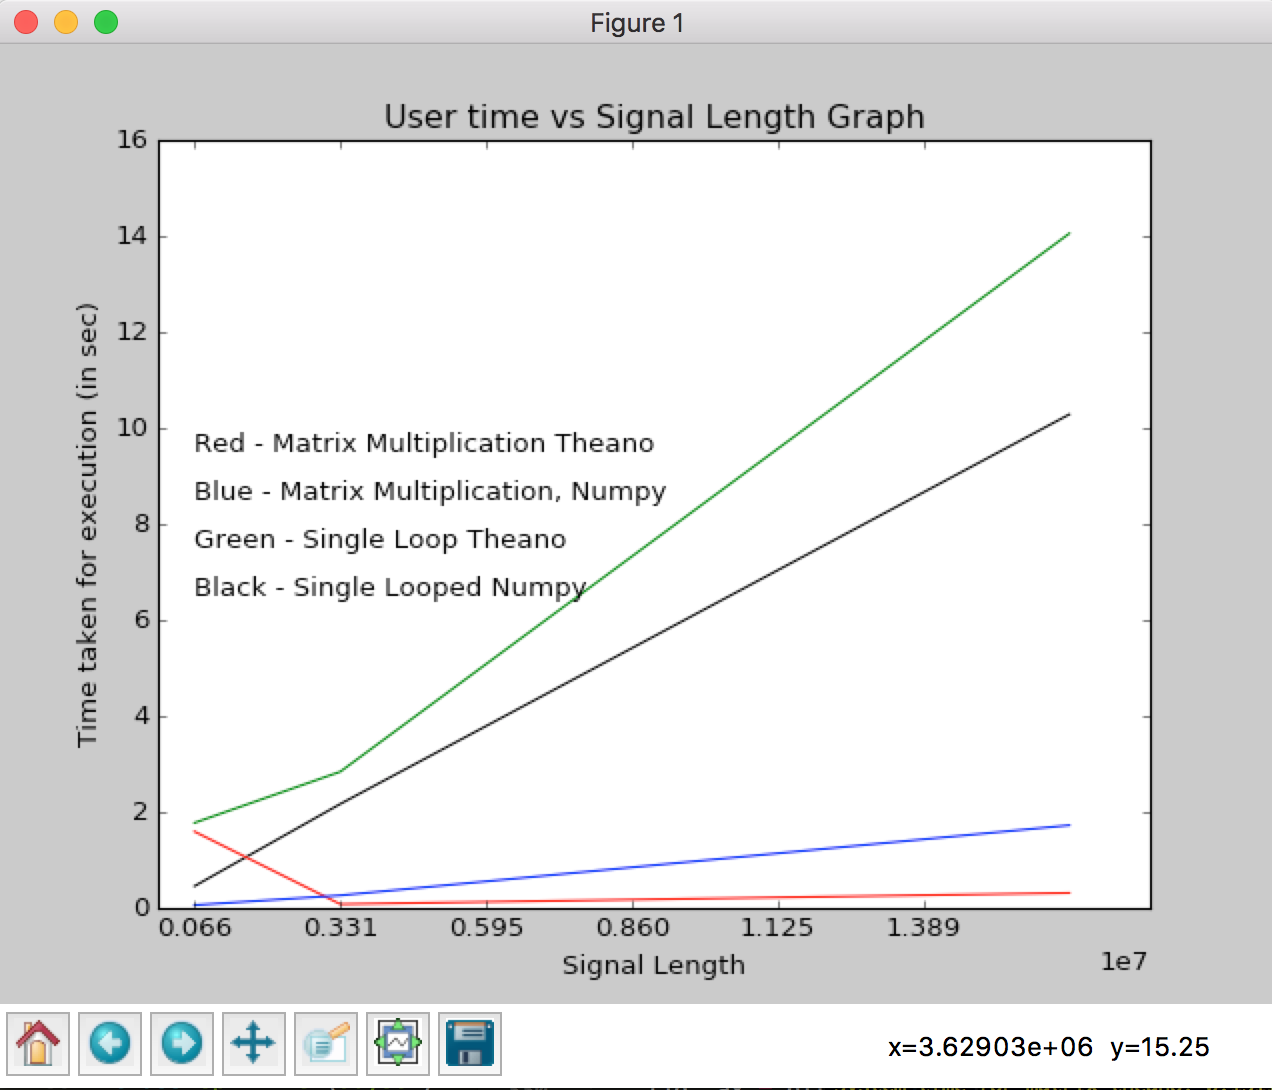 Figure 1
User time vs Signal Length Graph
16
14
12
10
8
6
4
2
0
Time taken for execution (in sec)
Red - Matrix Multiplication Theano
Blue - Matrix Multiplication, Numpy
Green - Single Loop Theano
Black - Single Looped Numpy
0.066 0.331 0.595 0.860 1.125 1.389
1e7
Signal Length
x=3.62903e+06 y=15.25